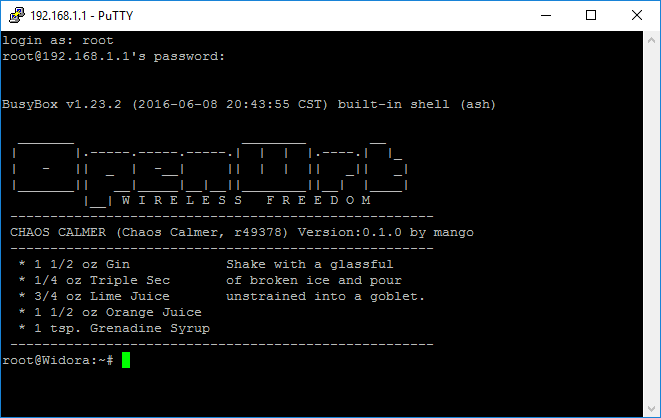 192.168.1.1 - PuTTY
login as: root
root@192.168.1.1's password:
BusyBox v1.23.2 (2016-06-08 20:43:55 CST) built-in shell (ash)
OpenWrt
W I R E L E S S   F R E E D O M
CHAOS CALMER (Chaos Calmer, r49378) Version:0.1.0 by mango
* 1 1/2 oz Gin            Shake with a glassful
* 1/4 oz Triple Sec       of broken ice and pour
* 3/4 oz Lime Juice       unstrained into a goblet.
* 1 1/2 oz Orange Juice
* 1 tsp. Grenadine Syrup
root@Widora:~#